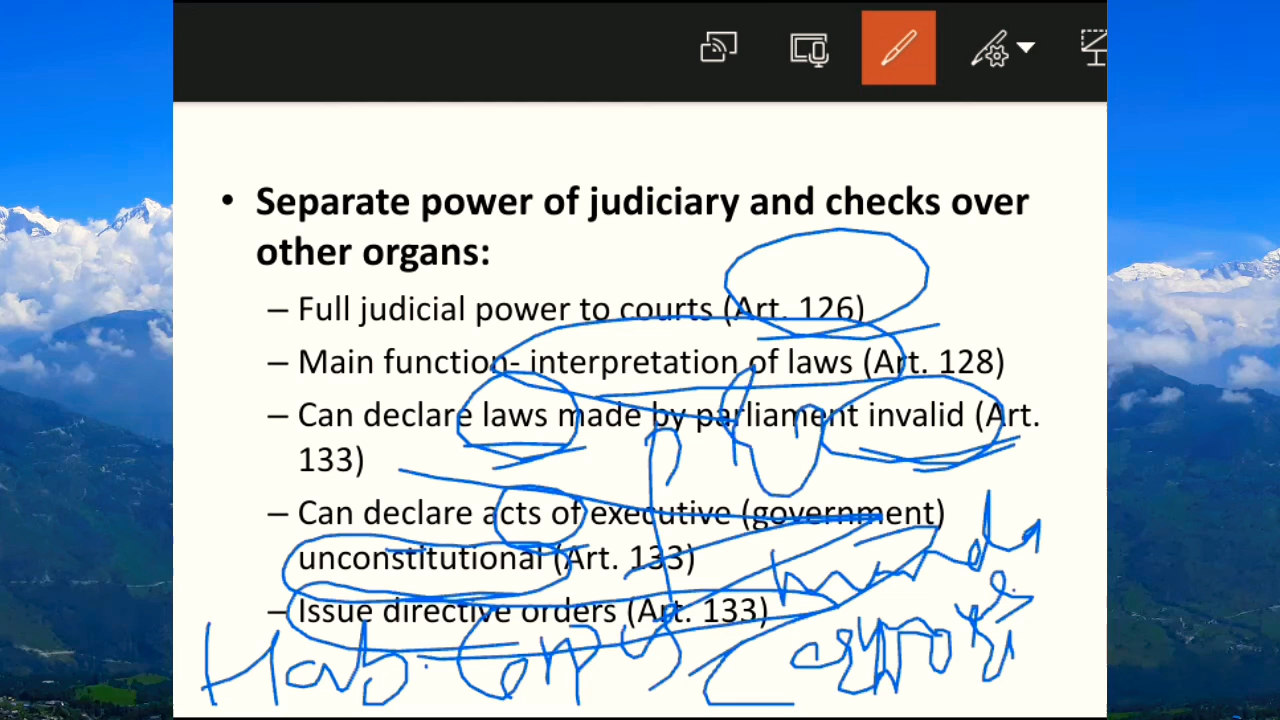 • Separate power of judiciary and checks over
other organs:
– Full judicial power to courts (Art. 126)
– Main function- interpretation of laws (Art. 128)
– Can declare laws made by parliament invalid (Art.
133)
– Can declare acts of executive (government)
unconstitutional (Art. 133)
– Issue directive orders (Art. 133)
Hab.